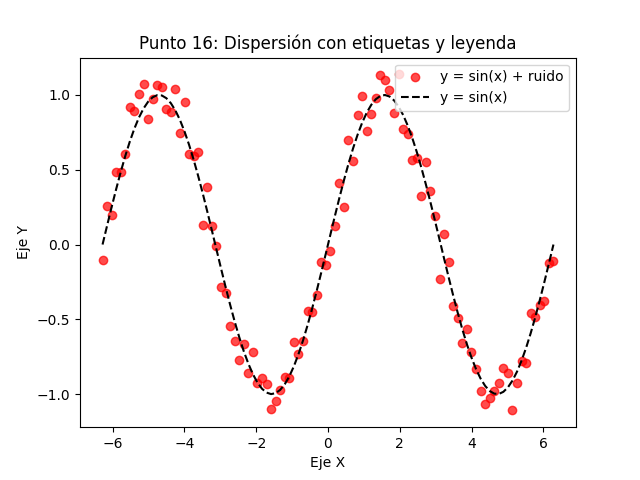 Punto 16: Dispersión con etiquetas y leyenda
y = sin(x) + ruido
y = sin(x)
Eje Y
1.0
0.5
0.0
−0.5
−1.0
−6
−4
−2
0
2
4
6
Eje X